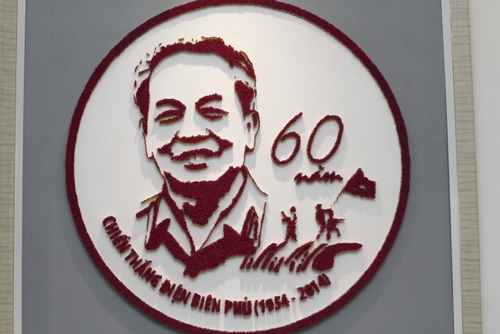 60
năm
CHIẾN THẮNG ĐIỆN BIÊN PHỦ (1954 - 2014)